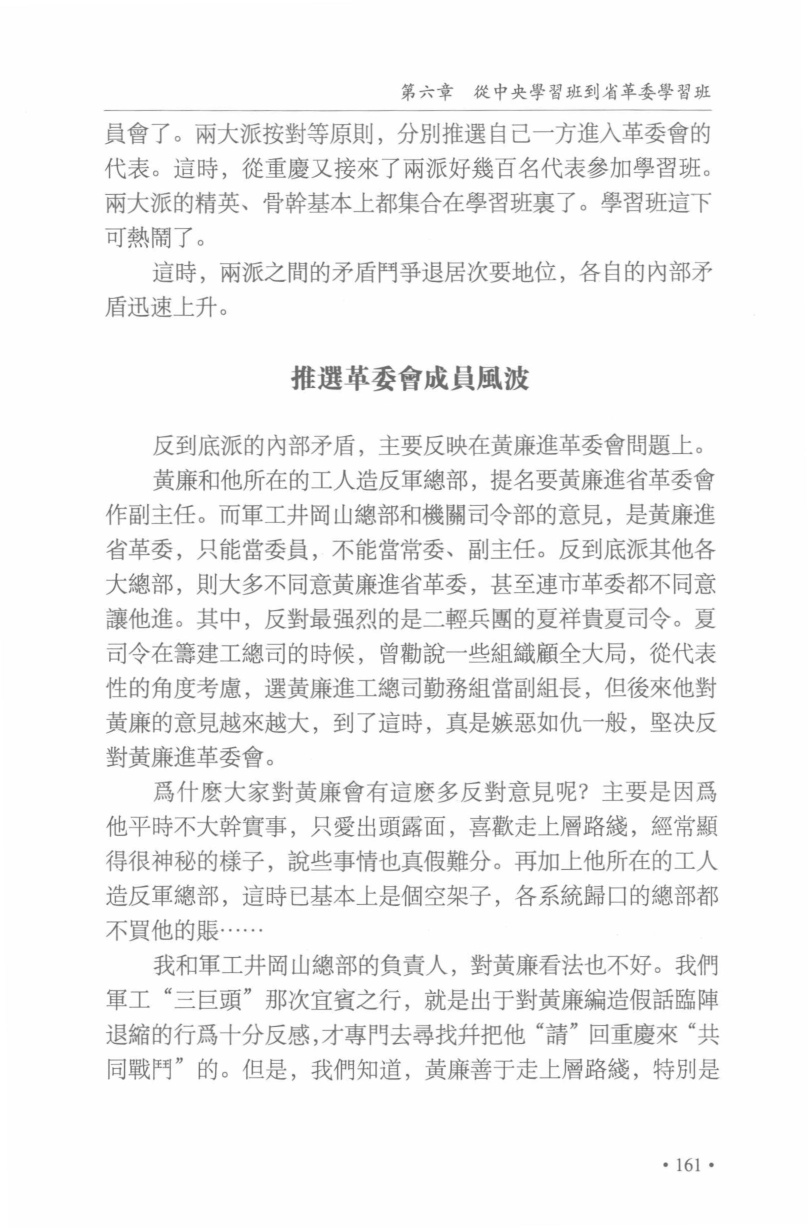 第六章　從中央學習班到省革委學習班
員會了。兩大派按對等原則，分別推選自己一方進入革委會的
代表。這時，從重慶又接來了兩派好幾百名代表參加學習班。
兩大派的精英、骨幹基本上都集合在學習班裏了。學習班這下
可熱鬧了。
這時，兩派之間的矛盾鬥爭退居次要地位，各自的內部矛
盾迅速上升。
推選革委會成員風波
反到底派的內部矛盾，主要反映在黃廉進革委會問題上。
黃廉和他所在的工人造反軍總部，提名要黃廉進省革委會
作副主任。而軍工井岡山總部和機關司令部的意見，是黃廉進
省革委，只能當委員，不能當常委、副主任。反到底派其他各
大總部，則大多不同意黃廉進省革委，甚至連市革委都不同意
讓他進。其中，反對最强烈的是二輕兵團的夏祥貴夏司令。夏
司令在籌建工總司的時候，曾勸說一些組織顧全大局，從代表
性的角度考慮，選黃廉進工總司勤務組當副組長，但後來他對
黃廉的意見越來越大，到了這時，真是嫉惡如仇一般，堅決反
對黃廉進革委會。
爲什麽大家對黃廉會有這麽多反對意見呢？主要是因爲
他平時不大幹實事，只愛出頭露面，喜歡走上層路綫，經常顯
得很神秘的樣子，說些事情也真假難分。再加上他所在的工人
造反軍總部，這時已基本上是個空架子，各系統歸口的總部都
不買他的賬……
我和軍工井岡山總部的負責人，對黃廉看法也不好。我們
軍工“三巨頭”那次宜賓之行，就是出于對黃廉編造假話臨陣
退縮的行爲十分反感,才專門去尋找幷把他“請”回重慶來“共
同戰鬥”的。但是，我們知道，黃廉善于走上層路綫，特別是
• 161 •